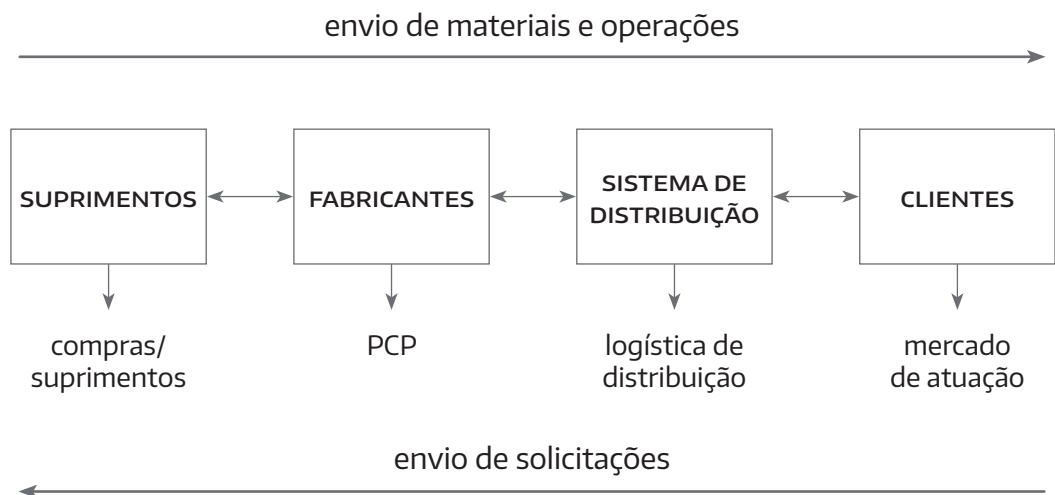 envio de materiais e operações
SUPRIMENTOS
FABRICANTES
SISTEMA DE
DISTRIBUIÇÃO
CLIENTES
compras/
suprimentos
PCP
logística de
distribuição
mercado
de atuação
envio de solicitações